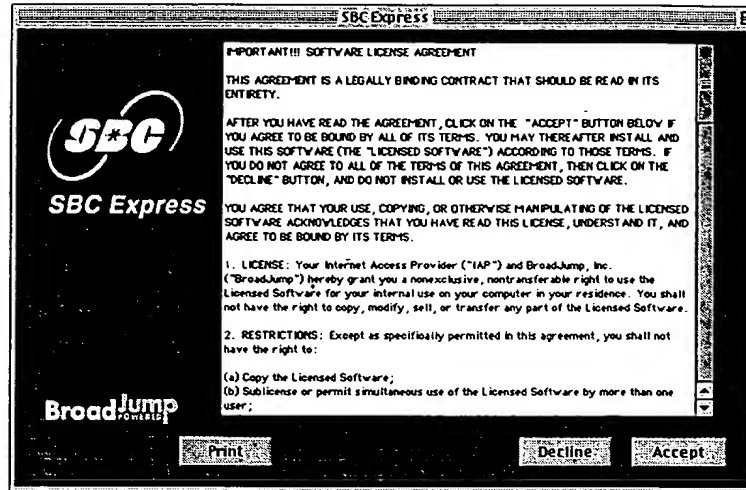 SBC Express
IMPORTANT!!! SOFTWARE LICENSE AGREEMENT
THIS AGREEMENT IS A LEGALLY BINDING CONTRACT THAT SHOULD BE READ IN ITS
ENTIRETY.
AFTER YOU HAVE READ THE AGREEMENT, CLICK ON THE "ACCEPT" BUTTON BELOW IF
YOU AGREE TO BE BOUND BY ALL OF ITS TERMS. YOU MAY THEREAFTER INSTALL AND
USE THIS SOFTWARE (THE "LICENSED SOFTWARE") ACCORDING TO THOSE TERMS. IF
YOU DO NOT AGREE TO ALL OF THE TERMS OF THIS AGREEMENT, THEN CLICK ON THE
"DECLINE" BUTTON, AND DO NOT INSTALL OR USE THE LICENSED SOFTWARE.
YOU AGREE THAT YOUR USE, COPYING, OR OTHERWISE MANIPULATING OF THE LICENSED
SOFTWARE ACKNOWLEDGES THAT YOU HAVE READ THIS LICENSE, UNDERSTAND IT, AND
AGREE TO BE BOUND BY ITS TERMS.
1. LICENSE: Your Internet Access Provider ("IAP") and BroadJump, Inc.
("BroadJump") hereby grant you a nonexclusive, nontransferable right to use the
Licensed Software for your internal use on your computer in your residence. You shall
not have the right to copy, modify, sell, or transfer any part of the Licensed Software.
2. RESTRICTIONS: Except as specifically permitted in this agreement, you shall not
have the right to:
(a) Copy the Licensed Software;
(b) Sublicense or permit simultaneous use of the Licensed Software by more than one
user;
SBC
SBC Express
BroadJump
POWERED
Print
Decline
Accept